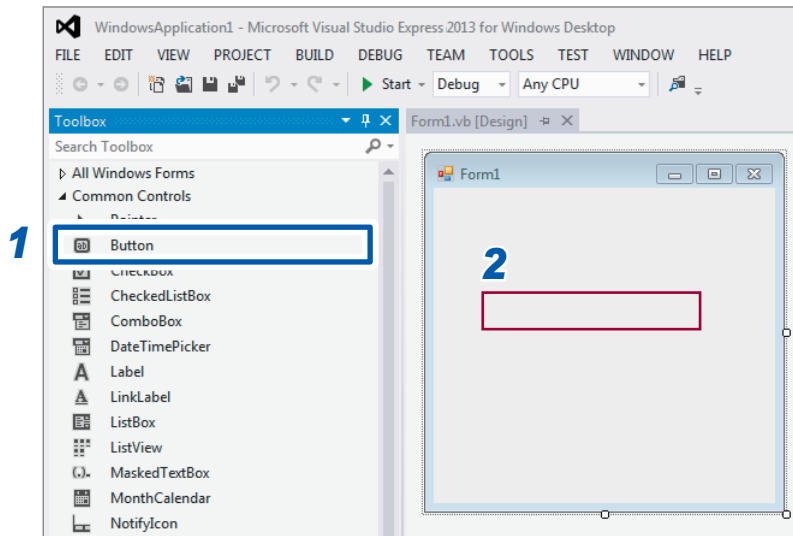 WindowsApplication1 - Microsoft Visual Studio Express 2013 for Windows Desktop
FILE EDIT VIEW PROJECT BUILD DEBUG TEAM TOOLS TEST WINDOW HELP
Start Debug Any CPU
Toolbox
Form1.vb [Design]
Search Toolbox
All Windows Forms
Form1
Common Controls
Pointer
1
Button
2
CheckBox
CheckedListBox
ComboBox
DateTimePicker
A Label
A LinkLabel
ListBox
ListView
(.). MaskedTextBox
MonthCalendar
NotifyIcon